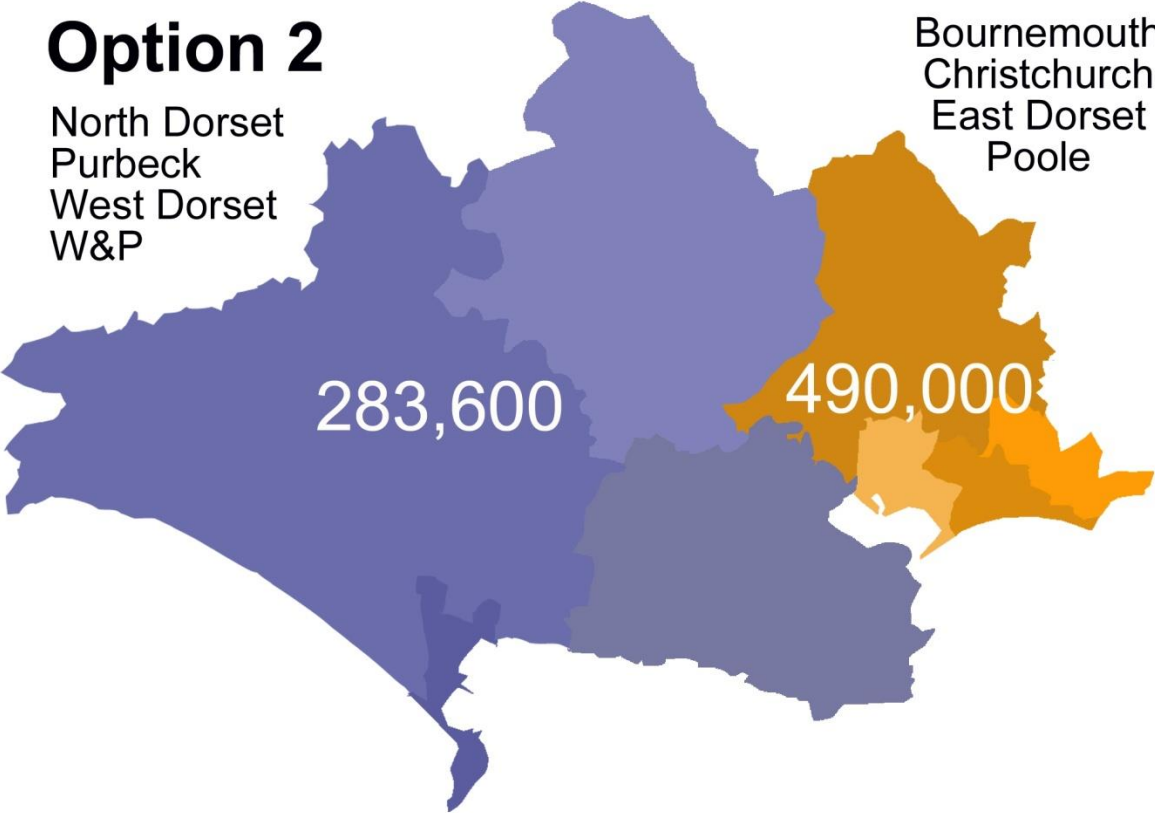 Option 2
North Dorset
Purbeck
West Dorset
W&P
Bournemouth
Christchurch
East Dorset
Poole
283,600
490,000